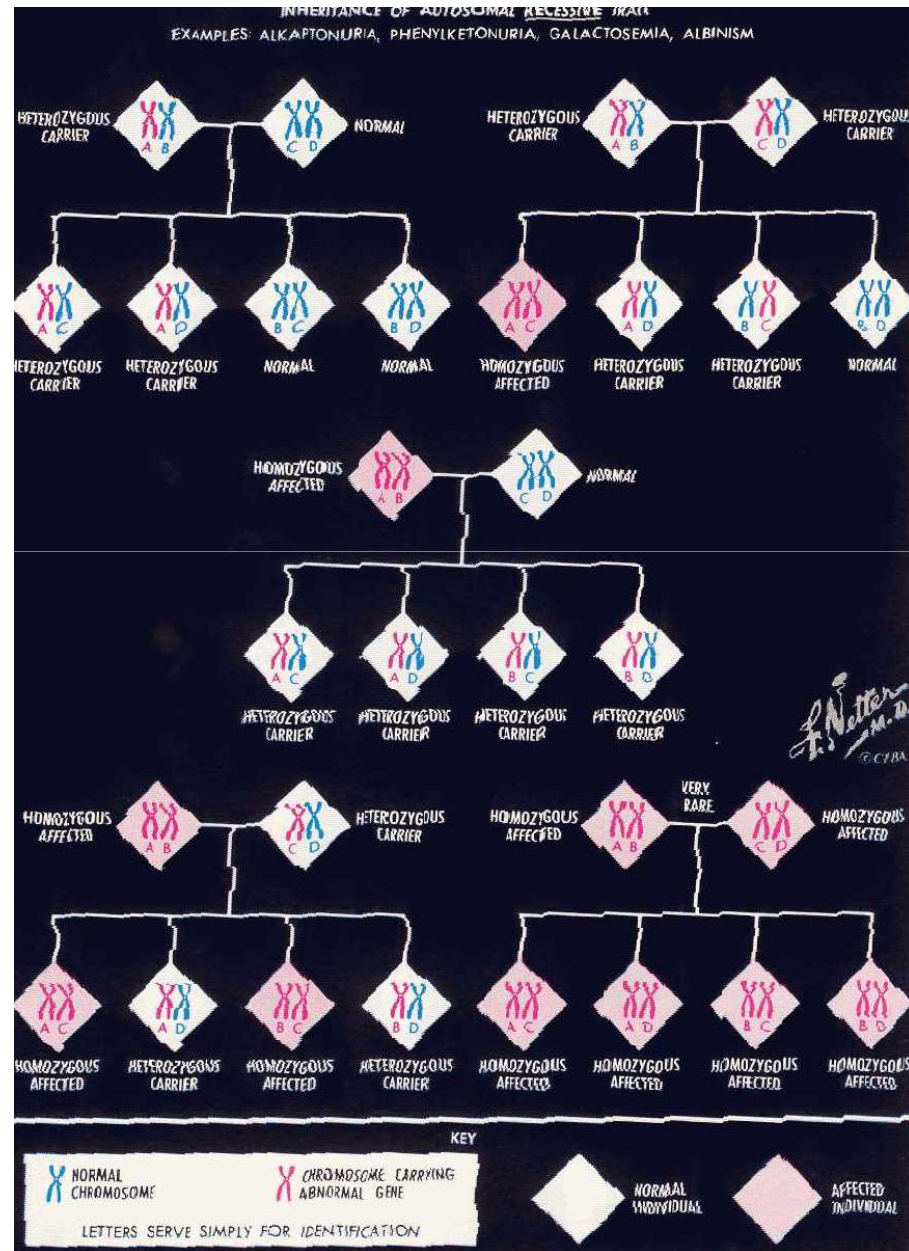 INHERITANCE OF AUTOSOMAL RECESSIVE TRAIT
EXAMPLES: ALKAPTONURIA, PHENYLKETONURIA, GALACTOSEMIA, ALBINISM
HETEROZYGOUS
CARRIER
A B
C D
NORMAL
HETEROZYGOUS
CARRIER
A B
C D
HETEROZYGOUS
CARRIER
A C
A D
B C
B D
A C
A D
B C
B D
HETEROZYGOUS
CARRIER
HETEROZYGOUS
CARRIER
NORMAL
NORMAL
HOMOZYGOUS
AFFECTED
HETEROZYGOUS
CARRIER
HETEROZYGOUS
CARRIER
NORMAL
HOMOZYGOUS
AFFECTED
A B
C D
NORMAL
A C
A D
B C
B D
HETEROZYGOUS
CARRIER
HETEROZYGOUS
CARRIER
HETEROZYGOUS
CARRIER
HETEROZYGOUS
CARRIER
F. Netter
M.D.
© CIBA
HOMOZYGOUS
AFFECTED
A B
C D
HETEROZYGOUS
CARRIER
HOMOZYGOUS
AFFECTED
A B
VERY
RARE
C D
HOMOZYGOUS
AFFECTED
A C
A D
B C
B D
A C
A D
B C
B D
HOMOZYGOUS
AFFECTED
HETEROZYGOUS
CARRIER
HOMOZYGOUS
AFFECTED
HETEROZYGOUS
CARRIER
HOMOZYGOUS
AFFECTED
HOMOZYGOUS
AFFECTED
HOMOZYGOUS
AFFECTED
HOMOZYGOUS
AFFECTED
KEY
NORMAL
CHROMOSOME
CHROMOSOME CARRYING
ABNORMAL GENE
LETTERS SERVE SIMPLY FOR IDENTIFICATION
NORMAL
INDIVIDUAL
AFFECTED
INDIVIDUAL